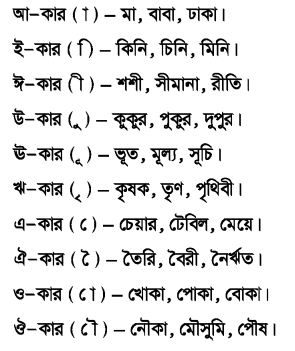 আ-কার ( া ) – মা, বাবা, ঢাকা।
ই-কার ( ি ) – কিনি, চিনি, মিনি।
ঈ-কার ( ী ) – শশী, সীমানা, রীতি।
উ-কার ( ু ) – কুকুর, পুকুর, দুপুর।
ঊ-কার ( ূ ) – ভূত, মূল্য, সূচি।
ঋ-কার ( ৃ ) – কৃষক, তৃণ, পৃথিবী।
এ-কার ( ে ) – চেয়ার, টেবিল, মেয়ে।
ঐ-কার ( ৈ ) – তৈরি, বৈরী, নৈর্ঋত।
ও-কার ( ো ) – খোকা, পোকা, বোকা।
ঔ-কার ( ৌ ) – নৌকা, মৌসুমি, পৌষ।